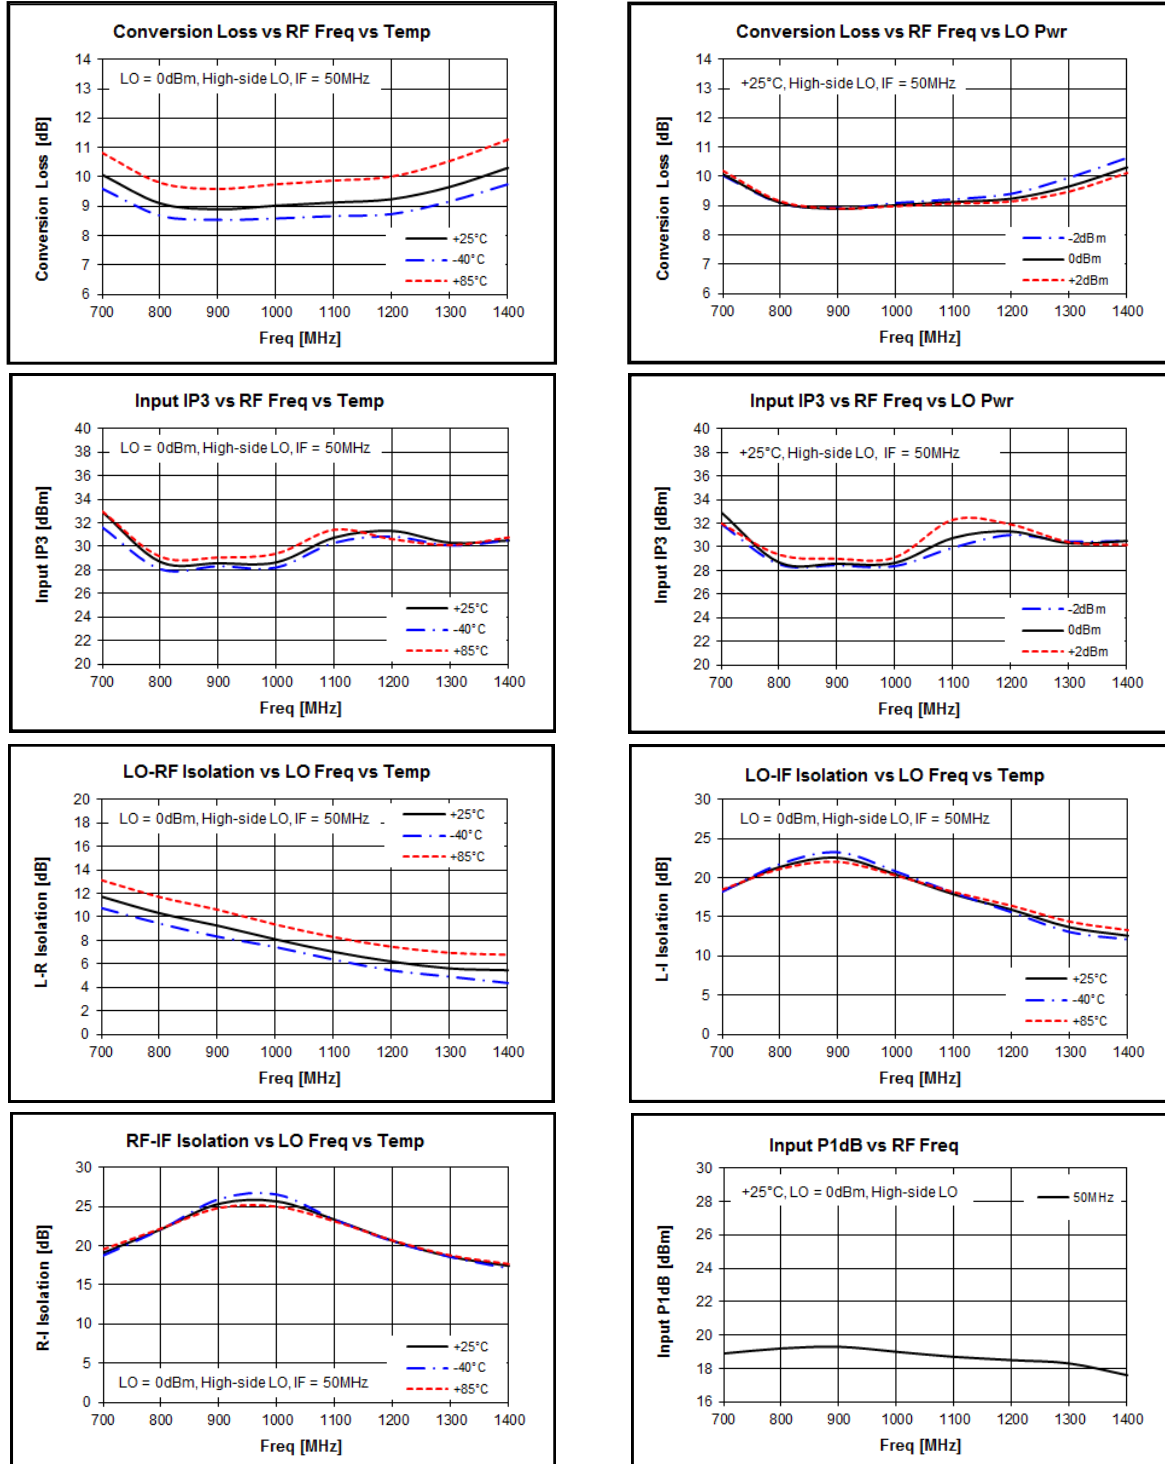 Conversion Loss vs RF Freq vs Temp
LO = 0dBm, High-side LO, IF = 50MHz
Conversion Loss [dB]
14
13
12
11
10
9
8
7
6
+25°C
-40°C
+85°C
700 800 900 1000 1100 1200 1300 1400
Freq [MHz]
Conversion Loss vs RF Freq vs LO Pwr
+25°C, High-side LO, IF = 50MHz
Conversion Loss [dB]
14
13
12
11
10
9
8
7
6
-2dBm
0dBm
+2dBm
700 800 900 1000 1100 1200 1300 1400
Freq [MHz]
Input IP3 vs RF Freq vs Temp
LO = 0dBm, High-side LO, IF = 50MHz
Input IP3 [dBm]
40
38
36
34
32
30
28
26
24
22
20
+25°C
-40°C
+85°C
700 800 900 1000 1100 1200 1300 1400
Freq [MHz]
Input IP3 vs RF Freq vs LO Pwr
+25°C, High-side LO, IF = 50MHz
Input IP3 [dBm]
40
38
36
34
32
30
28
26
24
22
20
-2dBm
0dBm
+2dBm
700 800 900 1000 1100 1200 1300 1400
Freq [MHz]
LO-RF Isolation vs LO Freq vs Temp
LO = 0dBm, High-side LO, IF = 50MHz
L-R Isolation [dB]
20
18
16
14
12
10
8
6
4
2
0
+25°C
-40°C
+85°C
700 800 900 1000 1100 1200 1300 1400
Freq [MHz]
LO-IF Isolation vs LO Freq vs Temp
LO = 0dBm, High-side LO, IF = 50MHz
L-I Isolation [dB]
30
25
20
15
10
5
0
+25°C
-40°C
+85°C
700 800 900 1000 1100 1200 1300 1400
Freq [MHz]
RF-IF Isolation vs LO Freq vs Temp
R-I Isolation [dB]
30
25
20
15
10
5
0
+25°C
-40°C
+85°C
LO = 0dBm, High-side LO, IF = 50MHz
700 800 900 1000 1100 1200 1300 1400
Freq [MHz]
Input P1dB vs RF Freq
+25°C, LO = 0dBm, High-side LO
50MHz
Input P1dB [dBm]
30
28
26
24
22
20
19
18
16
700 800 900 1000 1100 1200 1300 1400
Freq [MHz]